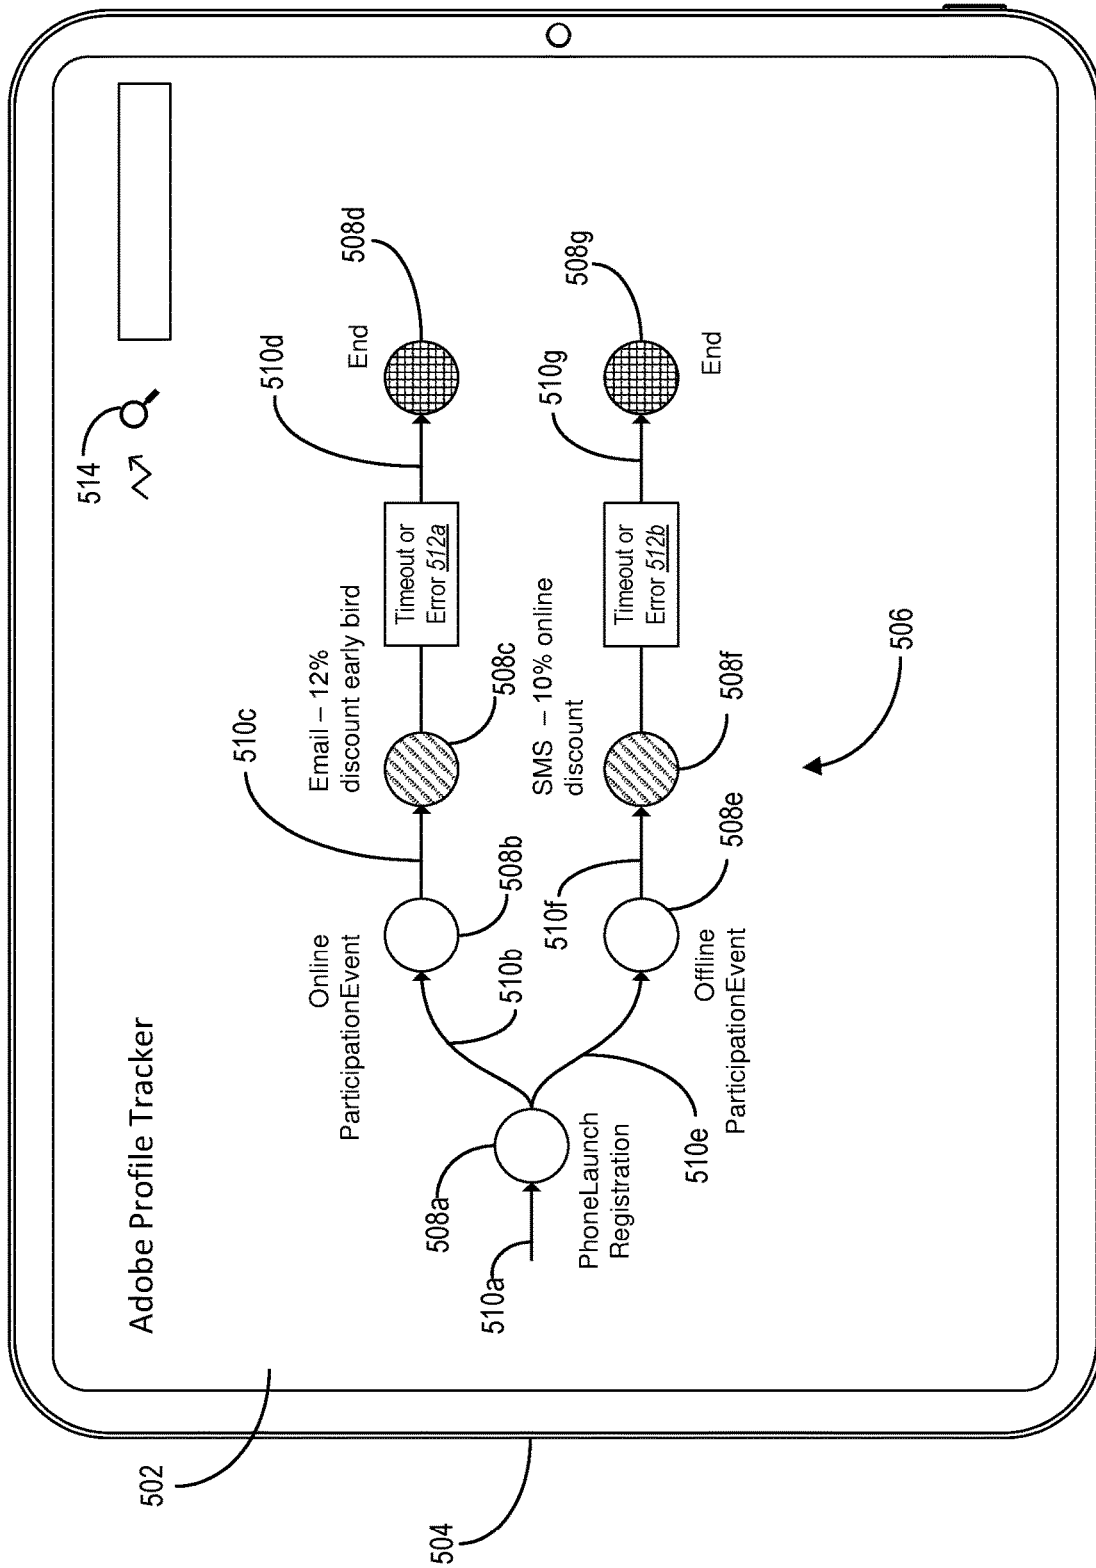 Adobe Profile Tracker
514
502
504
510a
508a
PhoneLaunch
Registration
510b
510e
Online
ParticipationEvent
508b
510c
Email – 12%
discount early bird
508c
Timeout or
Error 512a
510d
End
508d
Offline
ParticipationEvent
508e
510f
SMS – 10% online
discount
508f
Timeout or
Error 512b
510g
End
508g
506